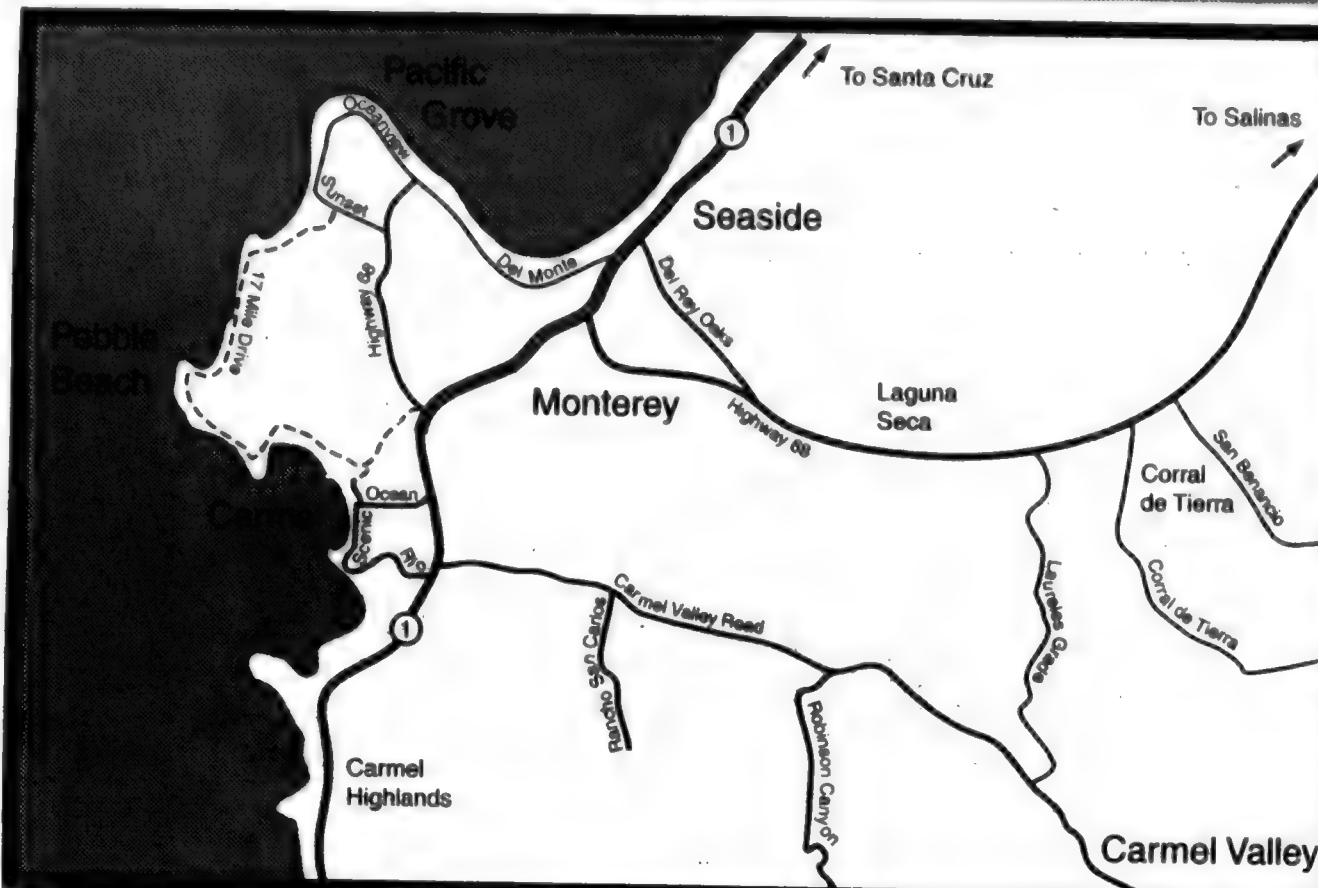 Pacific
Grove
To Santa Cruz
To Salinas
Oceanview
1
Sunset
Seaside
Del Monte
Del Rey Oaks
17 Mile Drive
Highway 68
Pebble
Beach
Monterey
Highway 68
Laguna
Seca
San Benancio
Corral
de Tierra
Ocean
Carmel
Scenic
Rio
Carmel Valley Road
Laureles Grade
Corral de Tierra
1
Rancho San Carlos
Robinson Canyon
Carmel
Highlands
Carmel Valley